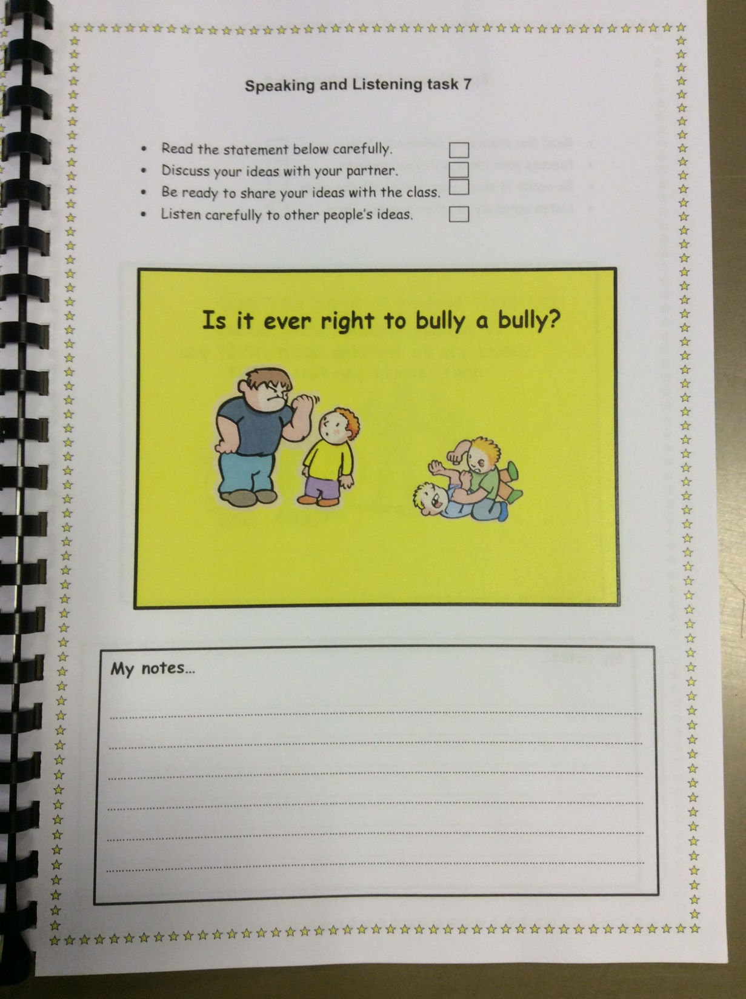 Speaking and Listening task 7
• Read the statement below carefully.
• Discuss your ideas with your partner.
• Be ready to share your ideas with the class.
• Listen carefully to other people's ideas.
Is it ever right to bully a bully?
My notes...